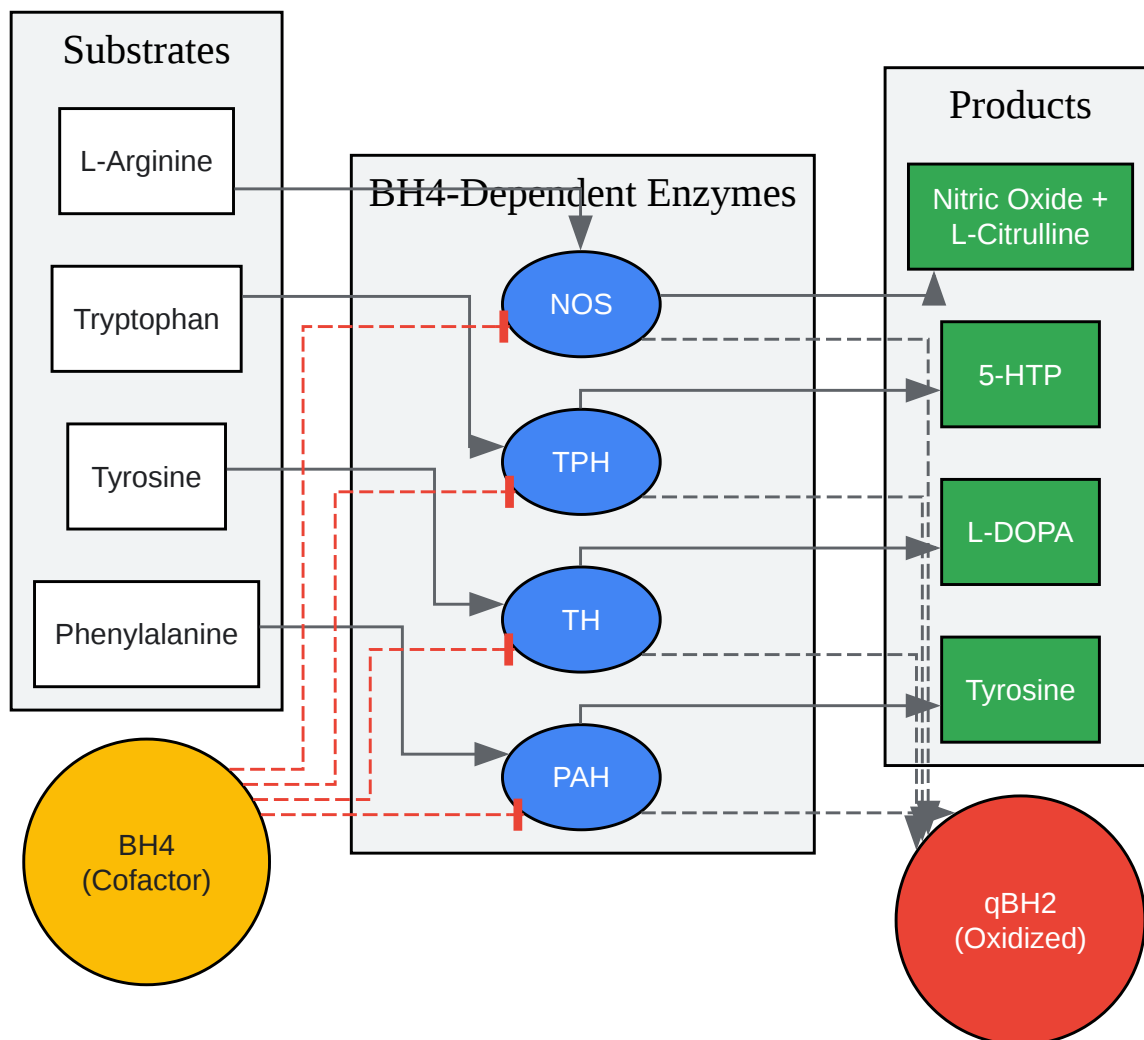 Substrates
L-Arginine
Tryptophan
Tyrosine
Phenylalanine
BH4
(Cofactor)
BH4-Dependent Enzymes
NOS
TPH
TH
PAH
Products
Nitric Oxide +
L-Citrulline
5-HTP
L-DOPA
Tyrosine
qBH2
(Oxidized)